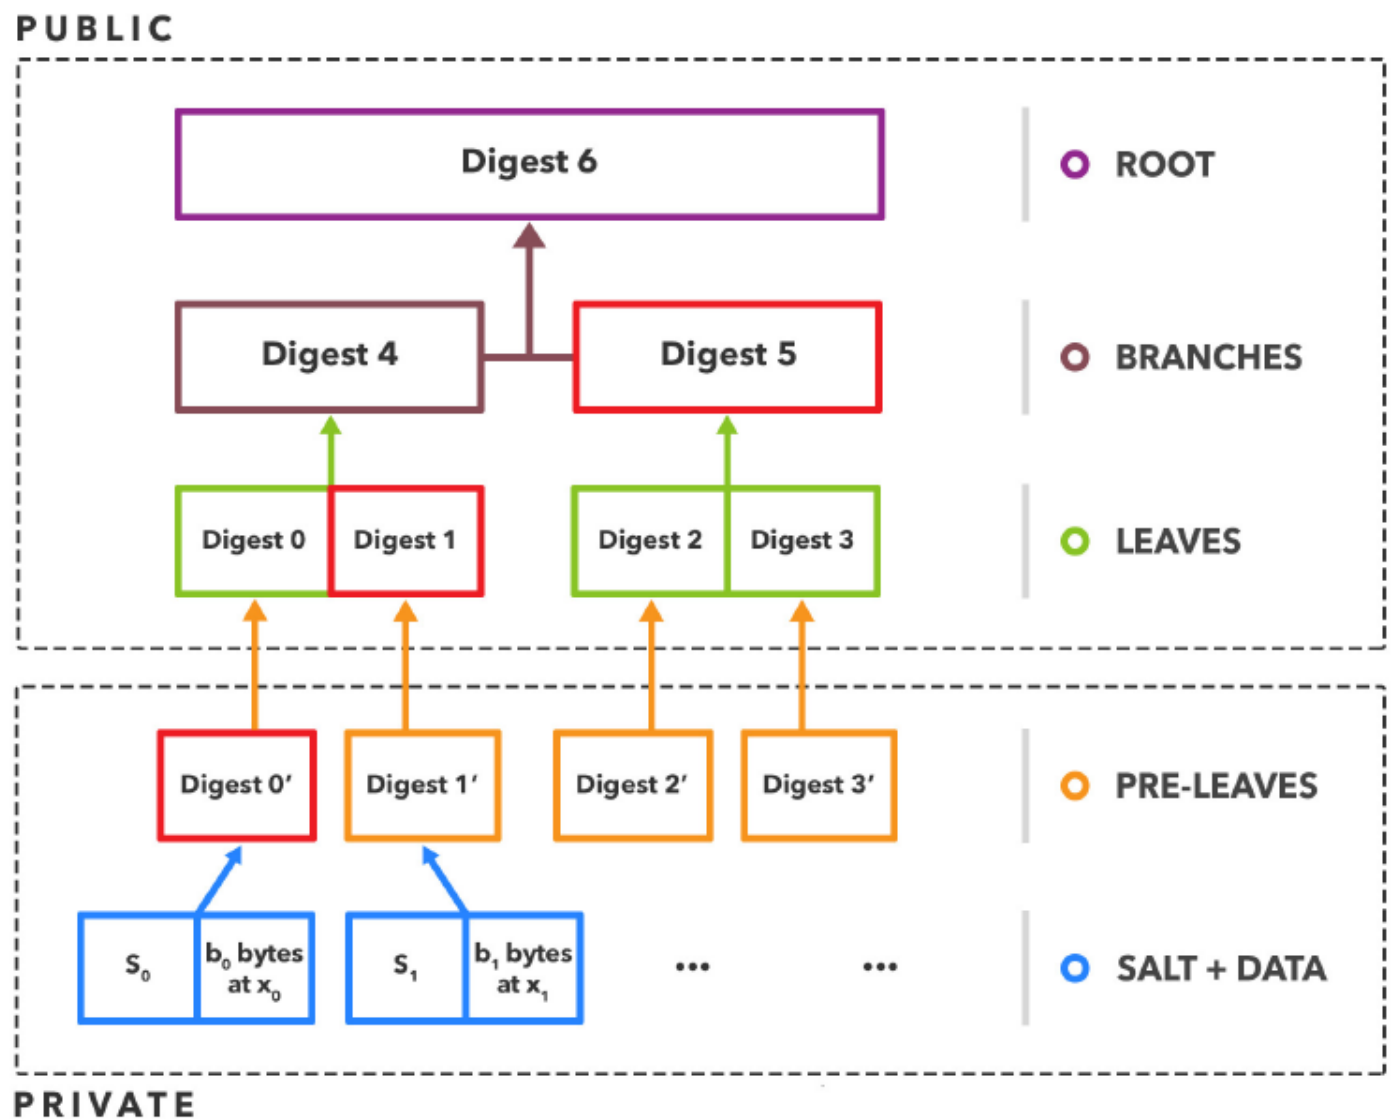 PUBLIC
Digest 6
ROOT
Digest 4
Digest 5
BRANCHES
Digest 0
Digest 1
Digest 2
Digest 3
LEAVES
Digest 0′
Digest 1′
Digest 2′
Digest 3′
PRE-LEAVES
S₀
b₀ bytes
at x₀
S₁
b₁ bytes
at x₁
...
...
SALT + DATA
PRIVATE